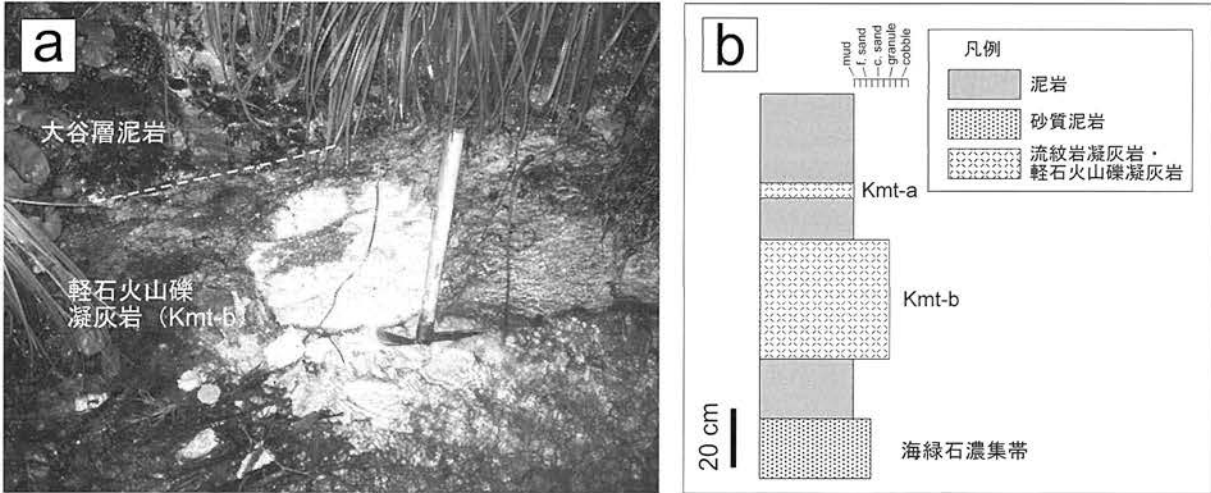 a
大谷層泥岩
軽石火山礫
凝灰岩（Kmt-b）
b
mud
f. sand
c. sand
granule
cobble
凡例
泥岩
砂質泥岩
流紋岩凝灰岩・
軽石火山礫凝灰岩
Kmt-a
Kmt-b
20 cm
海緑石濃集帯